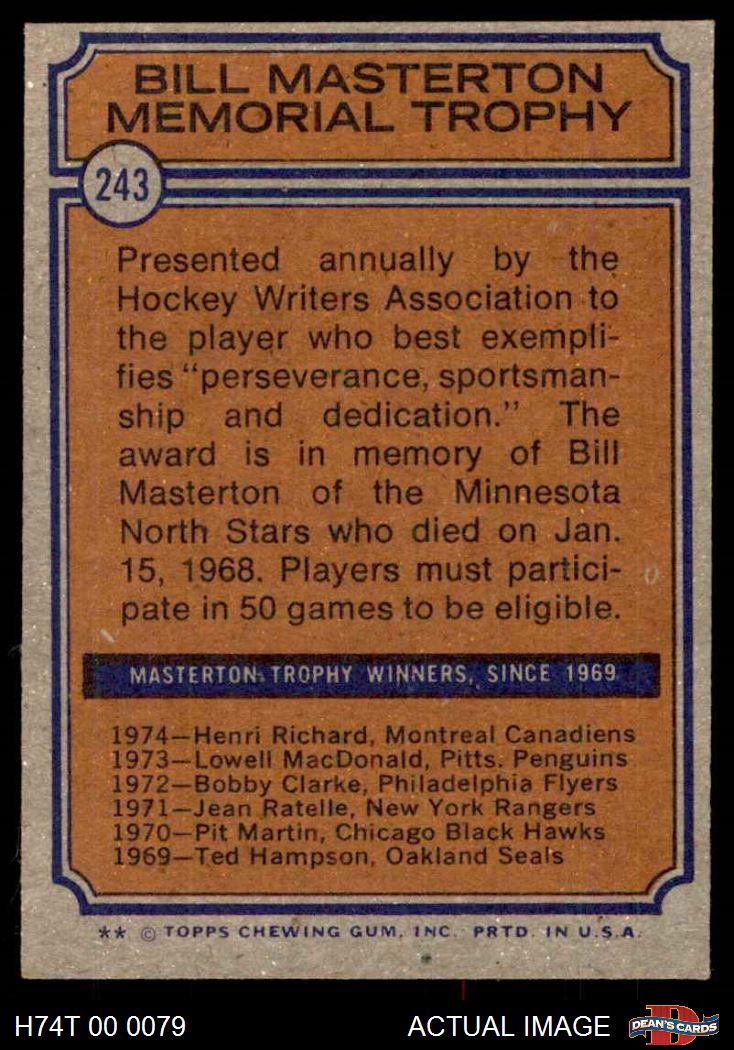 BILL MASTERTON
MEMORIAL TROPHY
243
Presented annually by the
Hockey Writers Association to
the player who best exempli-
fies "perseverance, sportsman-
ship and dedication." The
award is in memory of Bill
Masterton of the Minnesota
North Stars who died on Jan.
15, 1968. Players must partici-
pate in 50 games to be eligible.
MASTERTON TROPHY WINNERS, SINCE 1969
1974—Henri Richard, Montreal Canadiens
1973—Lowell MacDonald, Pitts. Penguins
1972—Bobby Clarke, Philadelphia Flyers
1971—Jean Ratelle, New York Rangers
1970—Pit Martin, Chicago Black Hawks
1969—Ted Hampson, Oakland Seals
** © TOPPS CHEWING GUM, INC. PRTD. IN U.S.A.
H74T 00 0079 ACTUAL IMAGE D DEAN'S CARDS